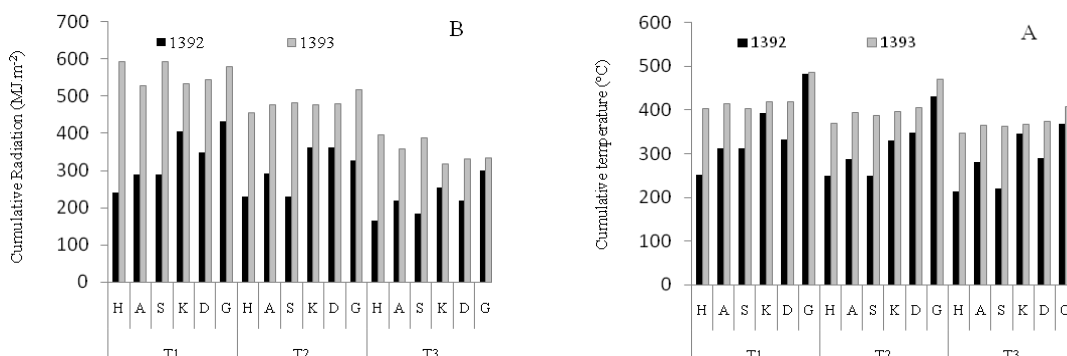 B
1392 1393
Cumulative Radiation (MJ.m-2)
700
600
500
400
300
200
100
0
H A S K D G H A S K D G H A S K D G
T1 T2 T3
A
1392 1393
Cumulative temperature (°C)
600
500
400
300
200
100
0
H A S K D G H A S K D G H A S K D G
T1 T2 T3